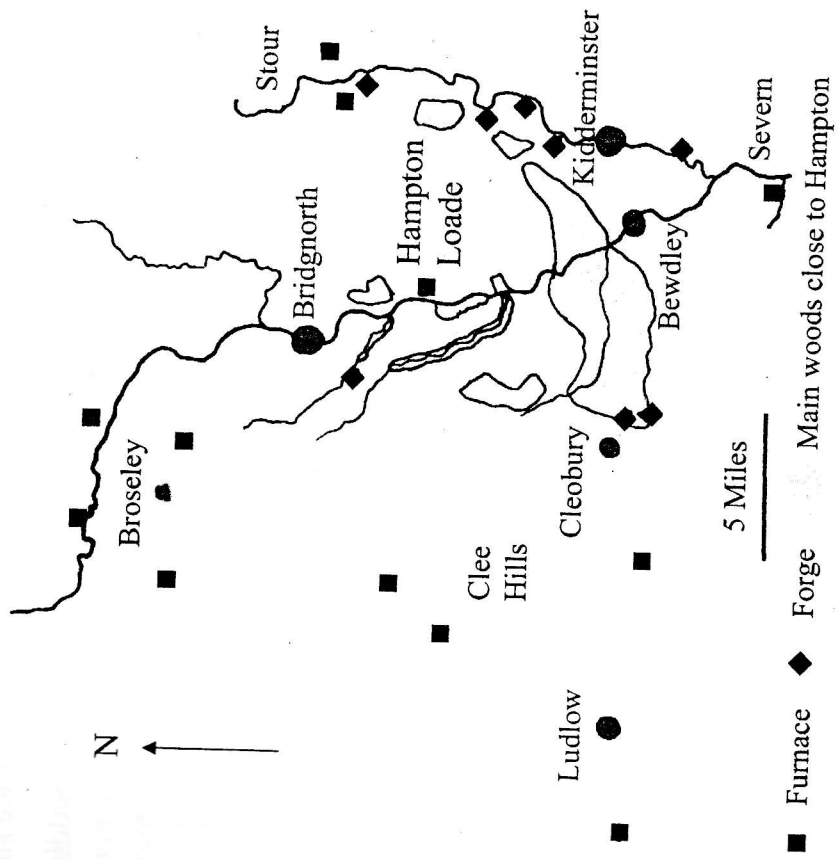 N
Stour
Bridgnorth
Broseley
Hampton
Loade
Clee
Hills
Kidderminster
Cleobury
Ludlow
Bewdley
Severn
5 Miles
Furnace
Forge
Main woods close to Hampton